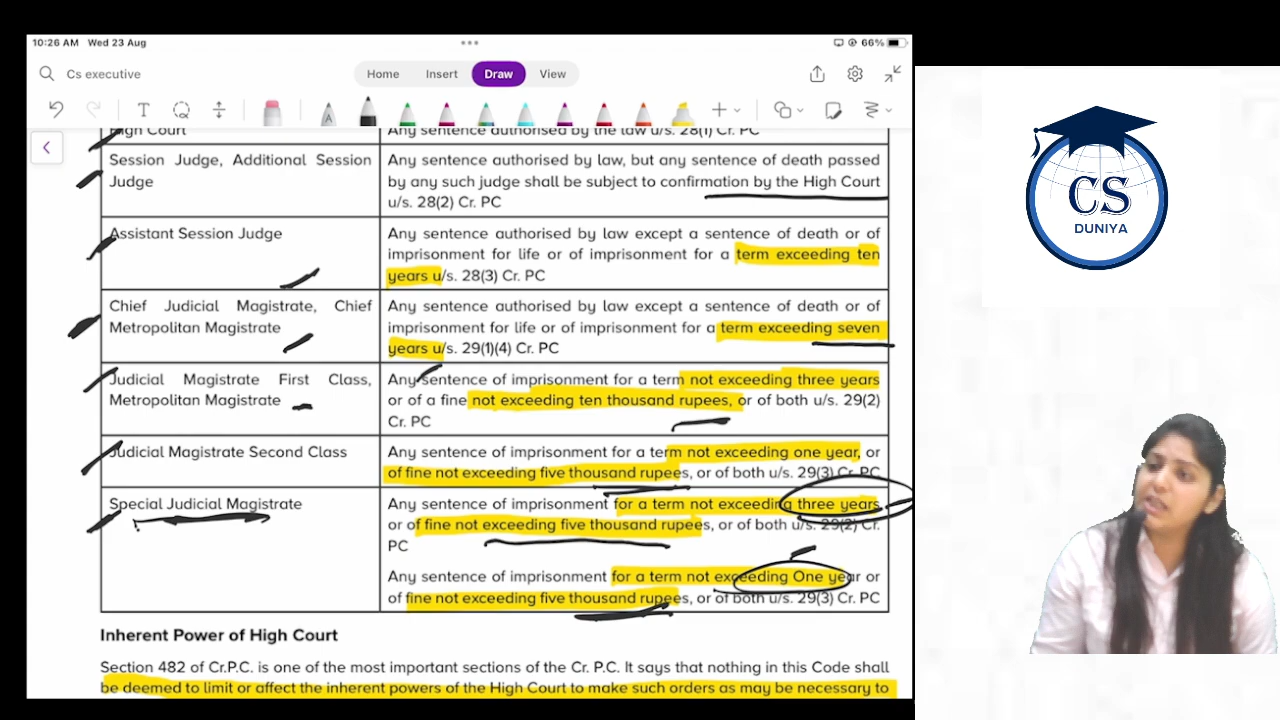 10:26 AM Wed 23 Aug
66%
Cs executive
Home Insert Draw View
High Court
Any sentence authorised by the law u/s. 28(1) Cr. PC
Session Judge, Additional Session
Judge
Any sentence authorised by law, but any sentence of death passed
by any such judge shall be subject to confirmation by the High Court
u/s. 28(2) Cr. PC
Assistant Session Judge
Any sentence authorised by law except a sentence of death or of
imprisonment for life or of imprisonment for a term exceeding ten
years u/s. 28(3) Cr. PC
Chief Judicial Magistrate, Chief
Metropolitan Magistrate
Any sentence authorised by law except a sentence of death or of
imprisonment for life or of imprisonment for a term exceeding seven
years u/s. 29(1)(4) Cr. PC
Judicial Magistrate First Class,
Metropolitan Magistrate
Any sentence of imprisonment for a term not exceeding three years
or of a fine not exceeding ten thousand rupees, or of both u/s. 29(2)
Cr. PC
Judicial Magistrate Second Class
Any sentence of imprisonment for a term not exceeding one year, or
of fine not exceeding five thousand rupees, or of both u/s. 29(3) Cr. PC
Special Judicial Magistrate
Any sentence of imprisonment for a term not exceeding three years
or of fine not exceeding five thousand rupees, or of both u/s. 29(2) Cr.
PC
Any sentence of imprisonment for a term not exceeding One year or
of fine not exceeding five thousand rupees, or of both u/s. 29(3) Cr. PC
Inherent Power of High Court
Section 482 of Cr.P.C. is one of the most important sections of the Cr. P.C. It says that nothing in this Code shall
be deemed to limit or affect the inherent powers of the High Court to make such orders as may be necessary to
CS
DUNIYA